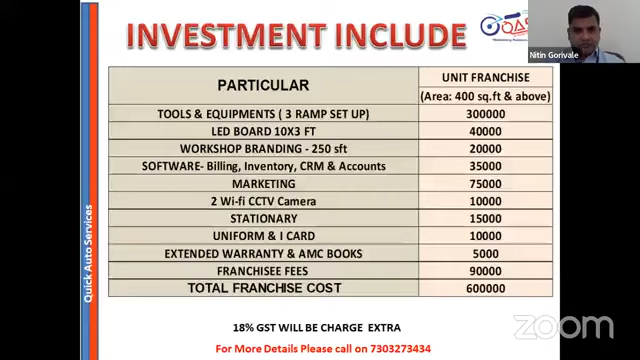 INVESTMENT INCLUDE
QAS
Nitin Gorivale
PARTICULAR
UNIT FRANCHISE
(Area: 400 sq.ft & above)
TOOLS & EQUIPMENTS ( 3 RAMP SET UP) 300000
LED BOARD 10X3 FT 40000
WORKSHOP BRANDING - 250 sft 20000
SOFTWARE- Billing, Inventory, CRM & Accounts 35000
MARKETING 75000
2 Wi-fi CCTV Camera 10000
STATIONARY 15000
UNIFORM & I CARD 10000
EXTENDED WARRANTY & AMC BOOKS 5000
FRANCHISEE FEES 90000
TOTAL FRANCHISE COST 600000
Quick Auto Services
18% GST WILL BE CHARGE EXTRA
For More Details Please call on 7303273434
zoom